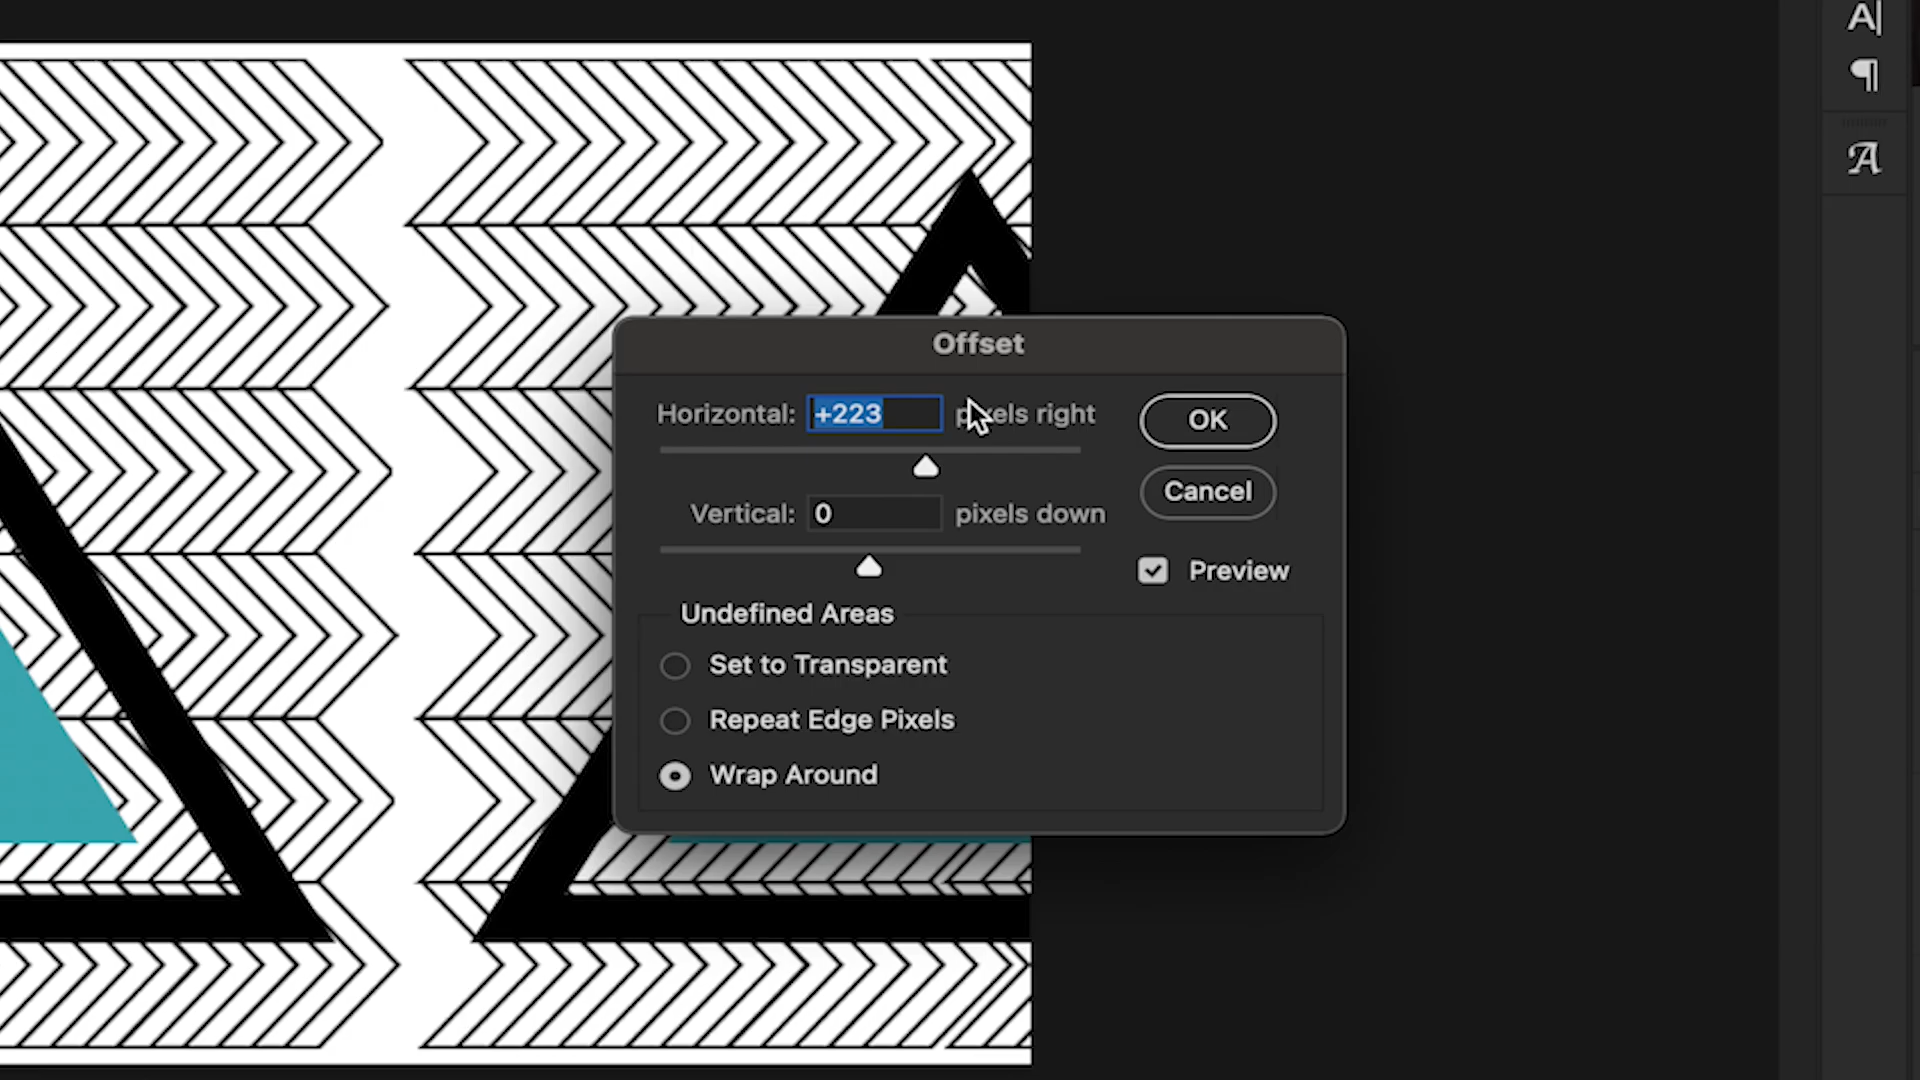 A|
¶
A
Offset
Horizontal: +223 pixels right
OK
Cancel
Vertical: 0 pixels down
Preview
Undefined Areas
Set to Transparent
Repeat Edge Pixels
Wrap Around